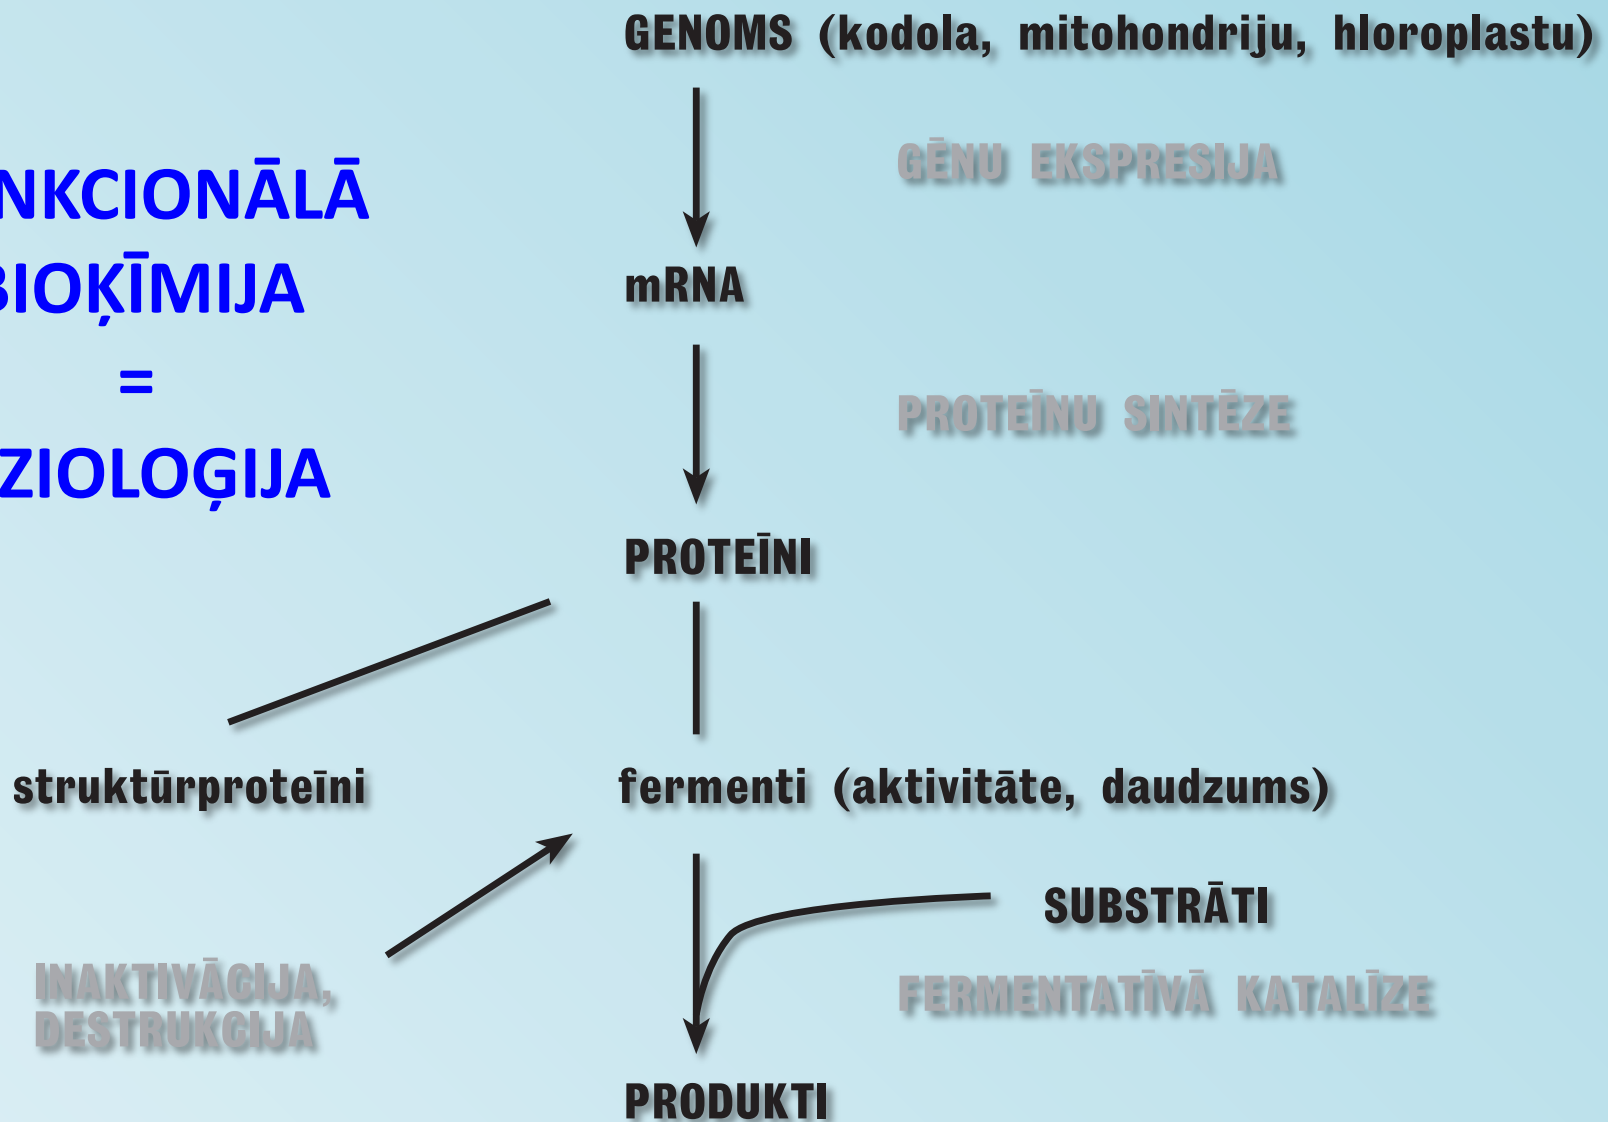 GENOMS (kodola, mitohondriju, hloroplastu)
GĒNU EKSPRESIJA
NKCIONĀLĀ
BIOĶĪMIJA
=
ZIOLOĢIJA
mRNA
PROTEĪNU SINTĒZE
PROTEĪNI
struktūrproteīni
fermenti (aktivitāte, daudzums)
SUBSTRĀTI
INAKTIVĀCIJA,
DESTRUKCIJA
FERMENTATĪVĀ KATALĪZE
PRODUKTI